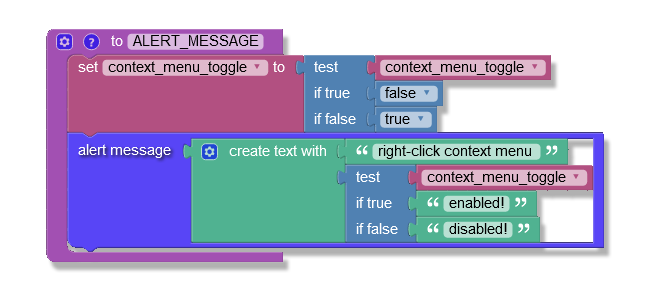 ? to ALERT_MESSAGE
set context_menu_toggle ▾ to test context_menu_toggle ▾
if true false ▾
if false true ▾
alert message create text with “ right-click context menu ”
test context_menu_toggle ▾
if true “ enabled! ”
if false “ disabled! ”